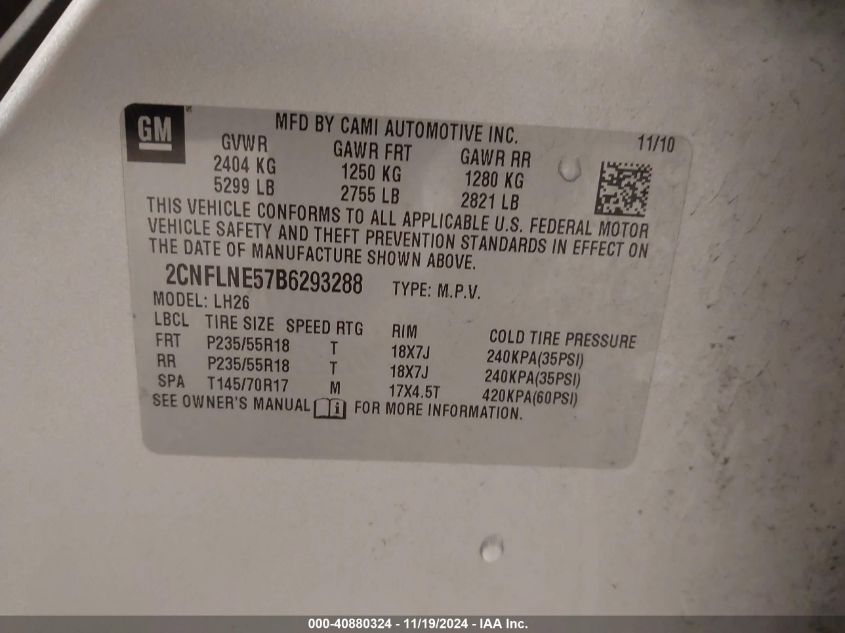 GM
MFD BY CAMI AUTOMOTIVE INC.
11/10
GVWR GAWR FRT GAWR RR
2404 KG 1250 KG 1280 KG
5299 LB 2755 LB 2821 LB
THIS VEHICLE CONFORMS TO ALL APPLICABLE U.S. FEDERAL MOTOR
VEHICLE SAFETY AND THEFT PREVENTION STANDARDS IN EFFECT ON
THE DATE OF MANUFACTURE SHOWN ABOVE.
2CNFLNE57B6293288 TYPE: M.P.V.
MODEL: LH26
LBCL TIRE SIZE SPEED RTG RIM COLD TIRE PRESSURE
FRT P235/55R18 T 18X7J 240KPA(35PSI)
RR P235/55R18 T 18X7J 240KPA(35PSI)
SPA T145/70R17 M 17X4.5T 420KPA(60PSI)
SEE OWNER'S MANUAL FOR MORE INFORMATION.
000-40880324 - 11/19/2024 - IAA Inc.